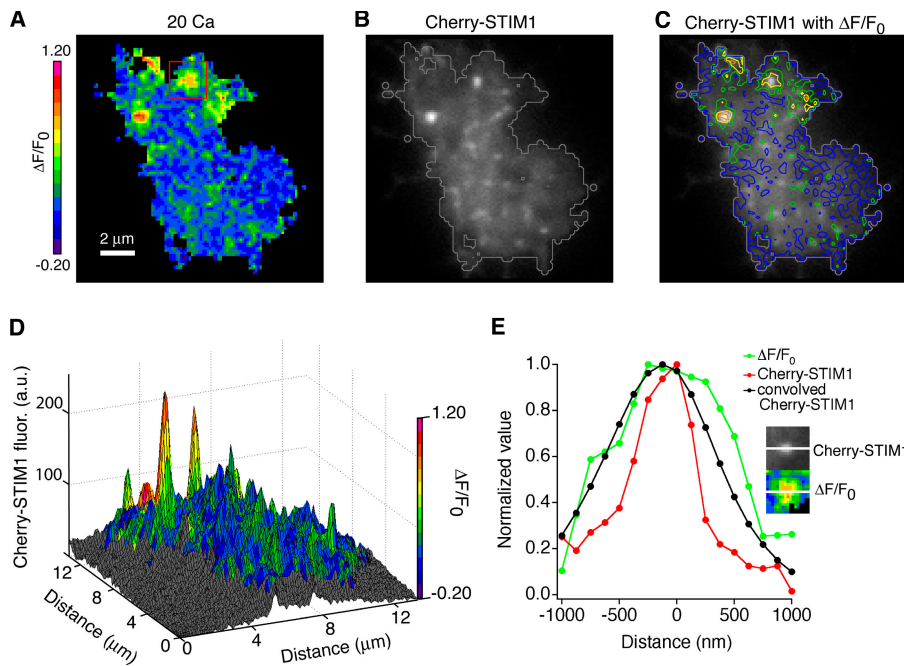 A
20 Ca
1.20
ΔF/F0
-0.20
2 μm
B
Cherry-STIM1
C
Cherry-STIM1 with ΔF/F0
D
Cherry-STIM1 fluor. (a.u.)
200
100
12
8
4
0
Distance (μm)
0
4
8
12
Distance (μm)
1.20
ΔF/F0
-0.20
E
Normalized value
1.0
0.8
0.6
0.4
0.2
0.0
-1000
-500
0
500
1000
Distance (nm)
ΔF/F0
Cherry-STIM1
convolved
Cherry-STIM1
Cherry-STIM1
ΔF/F0